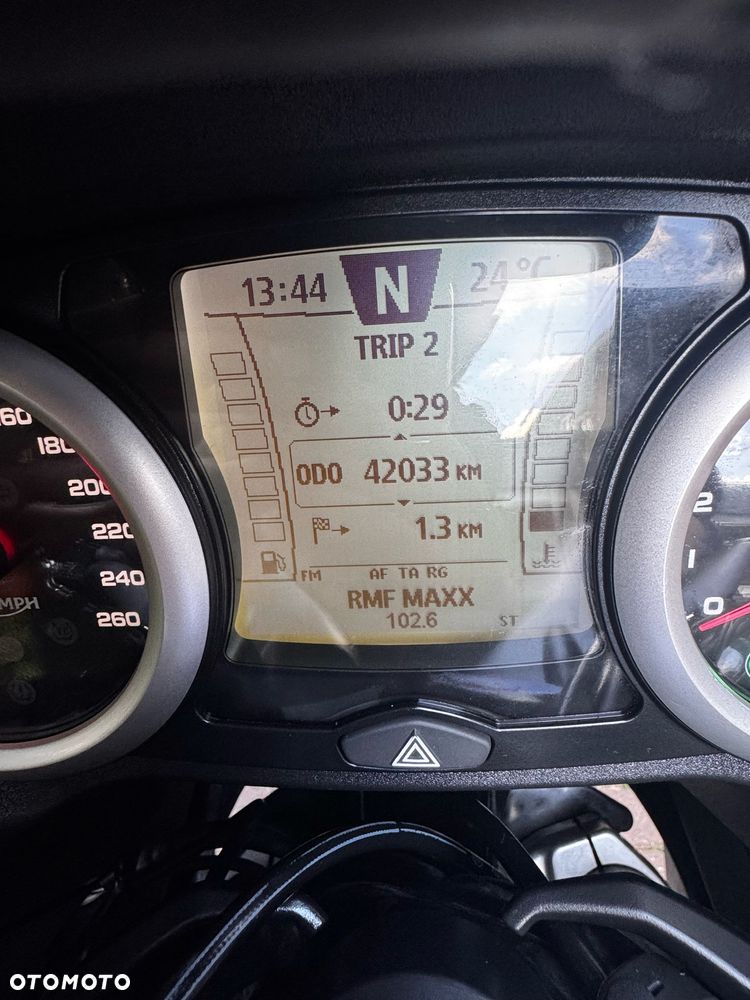 13:44 N 24°C
TRIP 2
0:29
ODO 42033 KM
1.3 KM
FM AF TA RG
RMF MAXX
102.6 ST
160
180
200
220
240
260
MPH
2
1
0
OTOMOTO